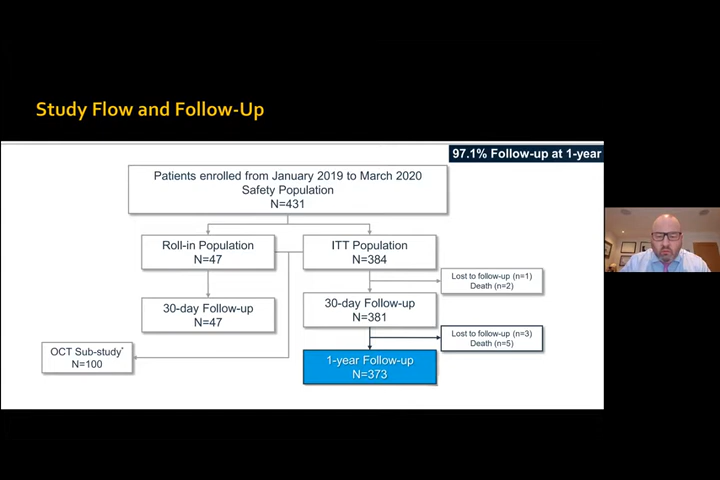 Study Flow and Follow-Up
97.1% Follow-up at 1-year
Patients enrolled from January 2019 to March 2020
Safety Population
N=431
Roll-in Population
N=47
ITT Population
N=384
Lost to follow-up (n=1)
Death (n=2)
30-day Follow-up
N=47
30-day Follow-up
N=381
Lost to follow-up (n=3)
Death (n=5)
OCT Sub-study*
N=100
1-year Follow-up
N=373